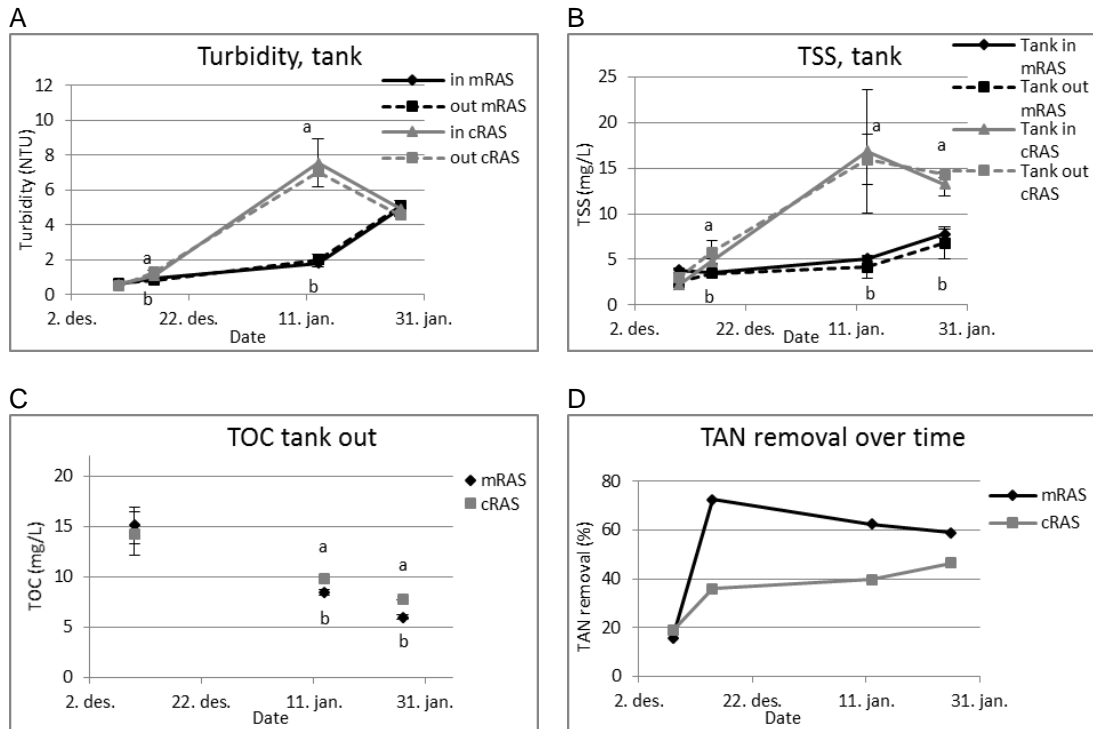 A
Turbidity, tank
Turbidity (NTU)
12
10
8
6
4
2
0
a
a
b
b
2. des.
22. des.
11. jan.
31. jan.
Date
in mRAS
out mRAS
in cRAS
out cRAS
B
TSS, tank
TSS (mg/L)
25
20
15
10
5
0
a
a
a
b
b
b
2. des.
22. des.
11. jan.
31. jan.
Date
Tank in
mRAS
Tank out
mRAS
Tank in
cRAS
Tank out
cRAS
C
TOC tank out
TOC (mg/L)
20
15
10
5
0
a
a
b
b
2. des.
22. des.
11. jan.
31. jan.
Date
mRAS
cRAS
D
TAN removal over time
TAN removal (%)
80
60
40
20
0
2. des.
22. des.
11. jan.
31. jan.
Date
mRAS
cRAS